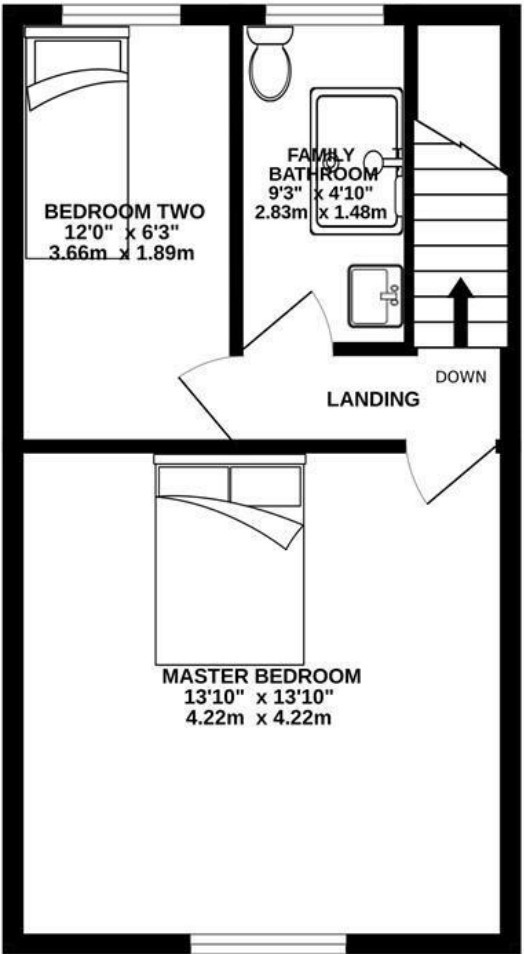 FAMILY
BATHROOM
9'3" x 4'10"
2.83m x 1.48m
BEDROOM TWO
12'0" x 6'3"
3.66m x 1.89m
DOWN
LANDING
MASTER BEDROOM
13'10" x 13'10"
4.22m x 4.22m